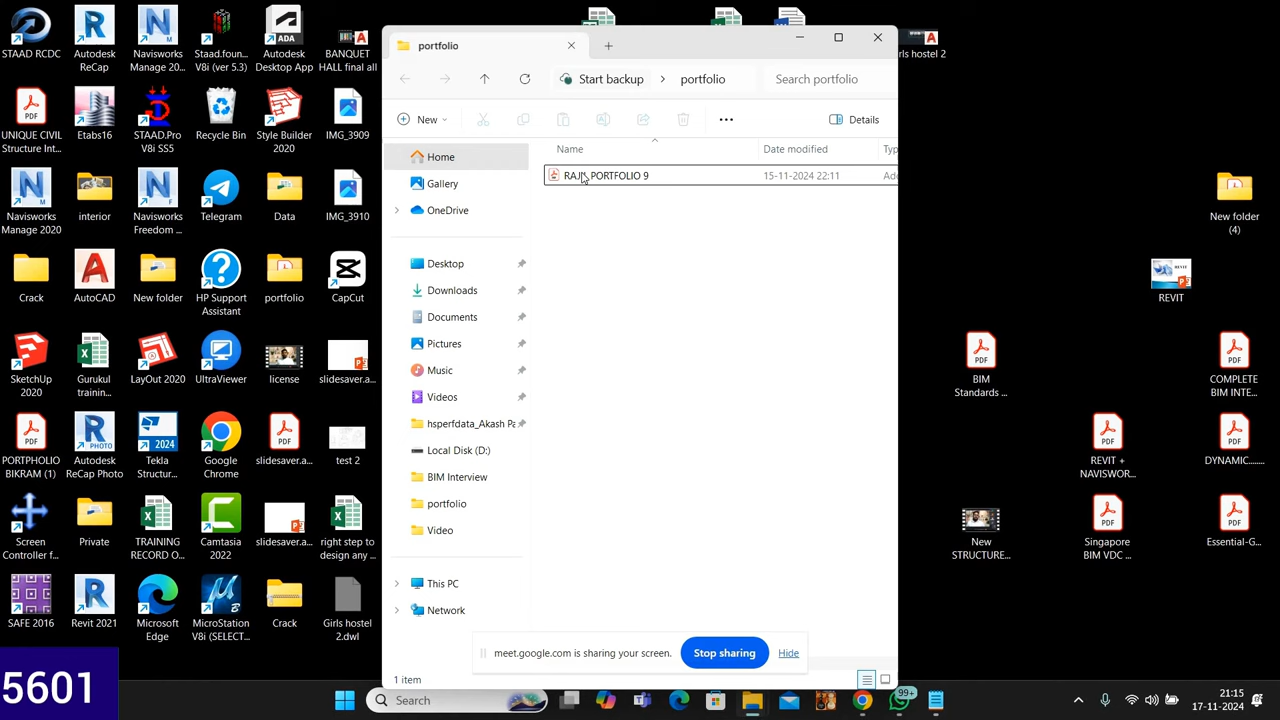 STAAD RCDC
Autodesk
ReCap
Navisworks
Manage 20...
Staad.foun...
V8i (ver 5.3)
Autodesk
Desktop App
BANQUET
HALL final all
UNIQUE CIVIL
Structure Int...
Etabs16
STAAD.Pro
V8i SS5
Recycle Bin
Style Builder
2020
IMG_3909
Navisworks
Manage 2020
interior
Navisworks
Freedom ...
Telegram
Data
IMG_3910
Crack
AutoCAD
New folder
HP Support
Assistant
portfolio
CapCut
SketchUp
2020
Gurukul
trainin...
LayOut 2020
UltraViewer
license
slidesaver.a...
PORTPHOLIO
BIKRAM (1)
Autodesk
ReCap Photo
2024
Tekla
Structur...
Google
Chrome
slidesaver.a...
test 2
Screen
Controller f...
Private
TRAINING
RECORD O...
Camtasia
2022
slidesaver.a...
right step to
design any ...
SAFE 2016
Revit 2021
Microsoft
Edge
MicroStation
V8i (SELECT...
Crack
Girls hostel
2.dwl
5601
portfolio
Start backup
portfolio
Search portfolio
New
Details
Name
Date modified
Typ
Home
Gallery
OneDrive
Desktop
Downloads
Documents
Pictures
Music
Videos
hsperfdata_Akash Pa
Local Disk (D:)
BIM Interview
portfolio
Video
This PC
Network
PORTFOLIO 9
15-11-2024 22:11
meet.google.com is sharing your screen.
Stop sharing
Hide
1 item
irls hostel 2
New folder
(4)
REVIT
BIM
Standards ...
COMPLETE
BIM INTE...
REVIT +
NAVISWOR...
DYNAMIC........
New
STRUCTURE...
Singapore
BIM VDC ...
Essential-G...
Search
99+
21:15
17-11-2024